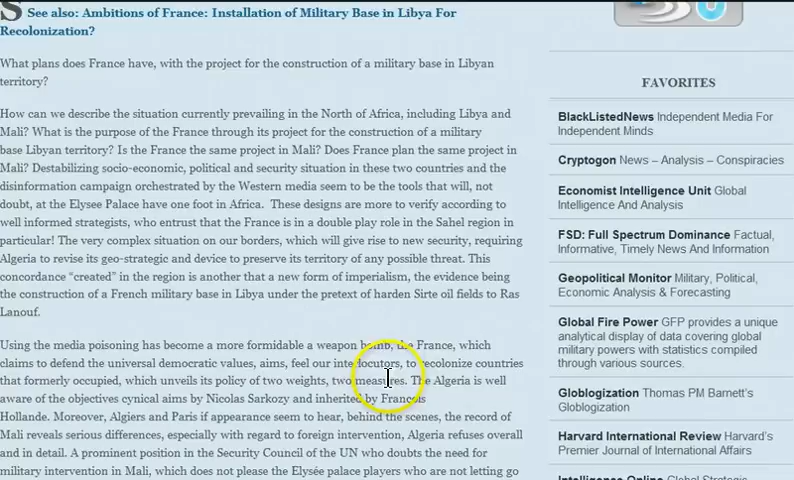 S See also: Ambitions of France: Installation of Military Base in Libya For
Recolonization?
What plans does France have, with the project for the construction of a military base in Libyan
territory?
How can we describe the situation currently prevailing in the North of Africa, including Libya and
Mali? What is the purpose of the France through its project for the construction of a military
base Libyan territory? Is the France the same project in Mali? Does France plan the same project in
Mali? Destabilizing socio-economic, political and security situation in these two countries and the
disinformation campaign orchestrated by the Western media seem to be the tools that will, not
doubt, at the Elysee Palace have one foot in Africa. These designs are more to verify according to
well informed strategists, who entrust that the France is in a double play role in the Sahel region in
particular! The very complex situation on our borders, which will give rise to new security, requiring
Algeria to revise its geo-strategic and device to preserve its territory of any possible threat. This
concordance “created” in the region is another that a new form of imperialism, the evidence being
the construction of a French military base in Libya under the pretext of harden Sirte oil fields to Ras
Lanouf.
Using the media poisoning has become a more formidable a weapon bomb, the France, which
claims to defend the universal democratic values, aims, feel our interlocutors, to recolonize countries
that formerly occupied, which unveils its policy of two weights, two measures. The Algeria is well
aware of the objectives cynical aims by Nicolas Sarkozy and inherited by François
Hollande. Moreover, Algiers and Paris if appearance seem to hear, behind the scenes, the record of
Mali reveals serious differences, especially with regard to foreign intervention, Algeria refuses overall
and in detail. A prominent position in the Security Council of the UN who doubts the need for
military intervention in Mali, which does not please the Elysée palace players who are not letting go
FAVORITES
BlackListedNews Independent Media For
Independent Minds
Cryptogon News – Analysis – Conspiracies
Economist Intelligence Unit Global
Intelligence And Analysis
FSD: Full Spectrum Dominance Factual,
Informative, Timely News And Information
Geopolitical Monitor Military, Political,
Economic Analysis & Forecasting
Global Fire Power GFP provides a unique
analytical display of data covering global
military powers with statistics compiled
through various sources.
Globlogization Thomas PM Barnett's
Globlogization
Harvard International Review Harvard's
Premier Journal of International Affairs
Intelligence Online Global Strategic